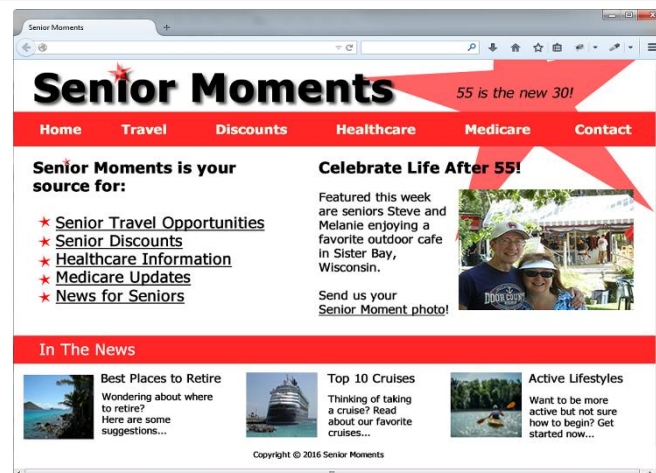 Senior Moments
Senior Moments
55 is the new 30!
Home Travel Discounts Healthcare Medicare Contact
Senior Moments is your
source for:
Senior Travel Opportunities
Senior Discounts
Healthcare Information
Medicare Updates
News for Seniors
Celebrate Life After 55!
Featured this week
are seniors Steve and
Melanie enjoying a
favorite outdoor cafe
in Sister Bay,
Wisconsin.
Send us your
Senior Moment photo!
DOOR COUNTY
In The News
Best Places to Retire
Wondering about where
to retire?
Here are some
suggestions...
Top 10 Cruises
Thinking of taking
a cruise? Read
about our favorite
cruises...
Active Lifestyles
Want to be more
active but not sure
how to begin? Get
started now...
Copyright © 2016 Senior Moments